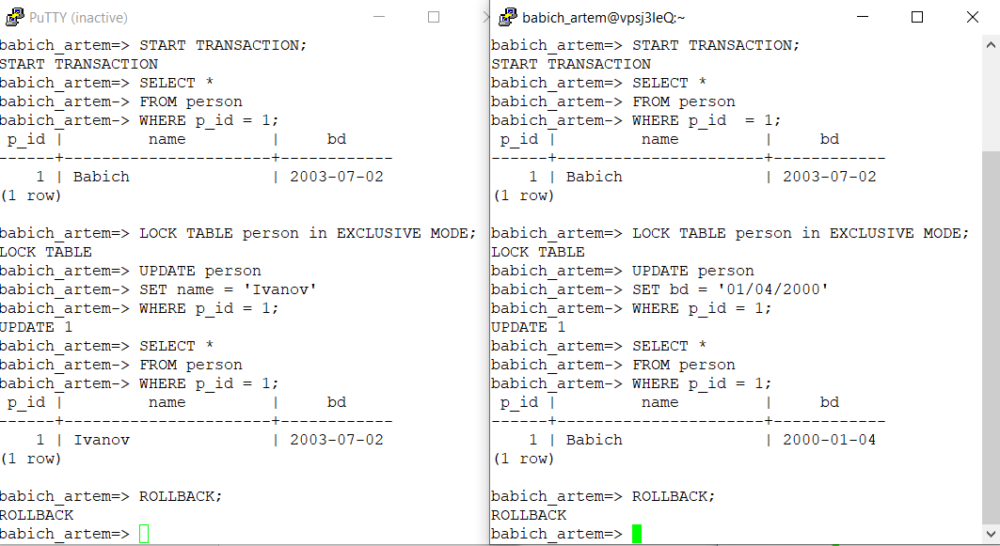 PuTTY (inactive)
babich_artem=> START TRANSACTION;
START TRANSACTION
babich_artem=> SELECT *
babich_artem-> FROM person
babich_artem-> WHERE p_id = 1;
 p_id |         name         |     bd
------+----------------------+------------
    1 | Babich               | 2003-07-02
(1 row)

babich_artem=> LOCK TABLE person in EXCLUSIVE MODE;
LOCK TABLE
babich_artem=> UPDATE person
babich_artem-> SET name = 'Ivanov'
babich_artem-> WHERE p_id = 1;
UPDATE 1
babich_artem=> SELECT *
babich_artem-> FROM person
babich_artem-> WHERE p_id = 1;
 p_id |         name         |     bd
------+----------------------+------------
    1 | Ivanov               | 2003-07-02
(1 row)

babich_artem=> ROLLBACK;
ROLLBACK
babich_artem=>
babich_artem@vpsj3IeQ:~
babich_artem=> START TRANSACTION;
START TRANSACTION
babich_artem=> SELECT *
babich_artem-> FROM person
babich_artem-> WHERE p_id  = 1;
 p_id |         name         |     bd
------+----------------------+------------
    1 | Babich               | 2003-07-02
(1 row)

babich_artem=> LOCK TABLE person in EXCLUSIVE MODE;
LOCK TABLE
babich_artem=> UPDATE person
babich_artem-> SET bd = '01/04/2000'
babich_artem-> WHERE p_id = 1;
UPDATE 1
babich_artem=> SELECT *
babich_artem-> FROM person
babich_artem-> WHERE p_id = 1;
 p_id |         name         |     bd
------+----------------------+------------
    1 | Babich               | 2000-01-04
(1 row)

babich_artem=> ROLLBACK;
ROLLBACK
babich_artem=>